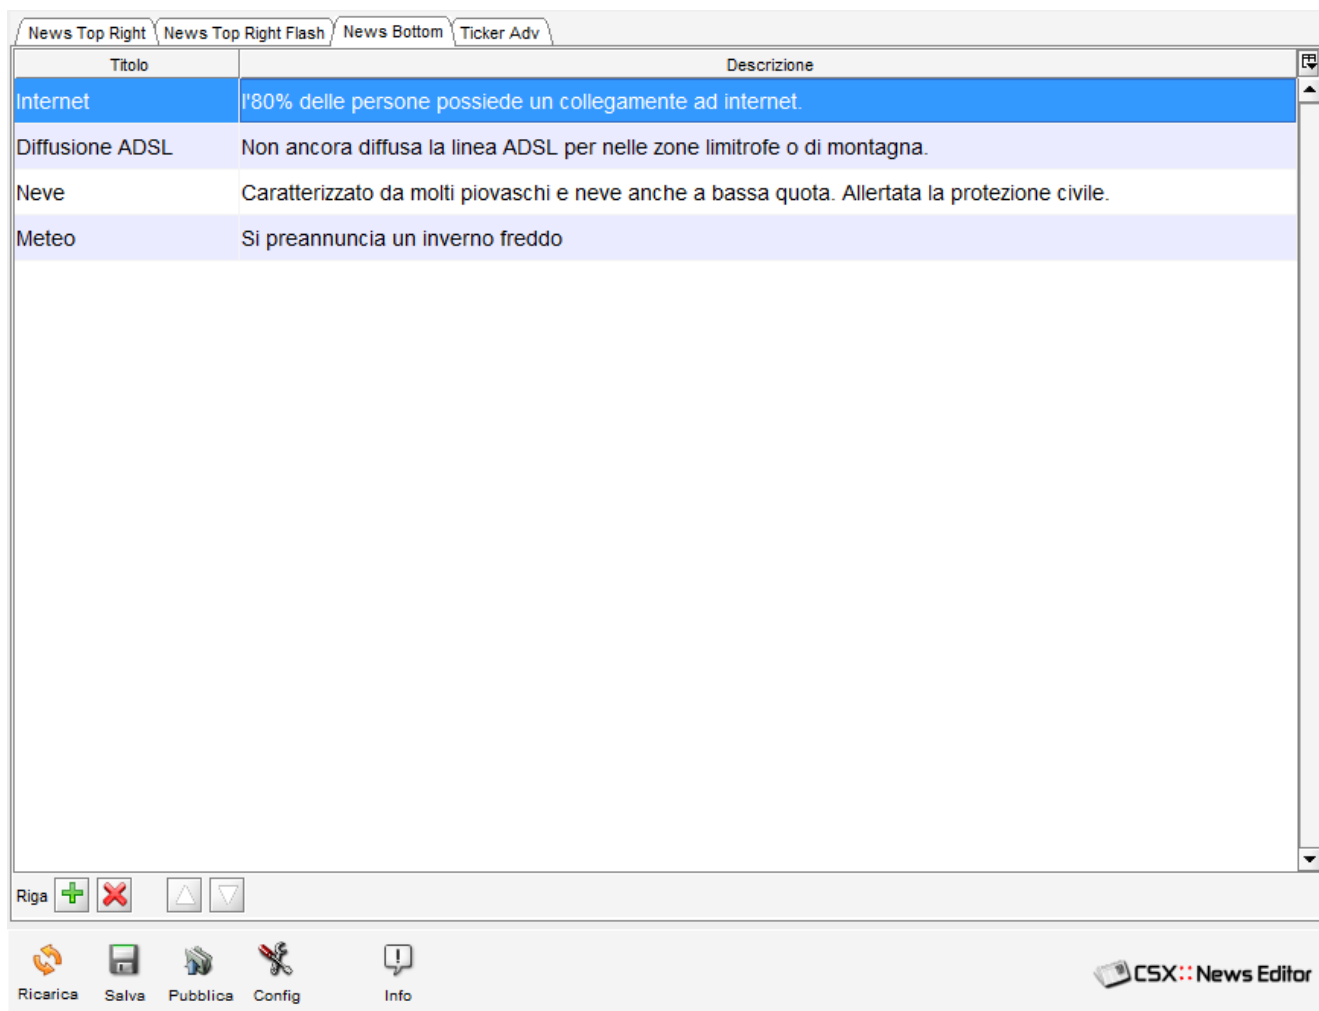 News Top Right News Top Right Flash News Bottom Ticker Adv
Titolo Descrizione
Internet l'80% delle persone possiede un collegamente ad internet.
Diffusione ADSL Non ancora diffusa la linea ADSL per nelle zone limitrofe o di montagna.
Neve Caratterizzato da molti piovaschi e neve anche a bassa quota. Allertata la protezione civile.
Meteo Si preannuncia un inverno freddo
Riga
Ricarica Salva Pubblica Config Info
CSX::News Editor